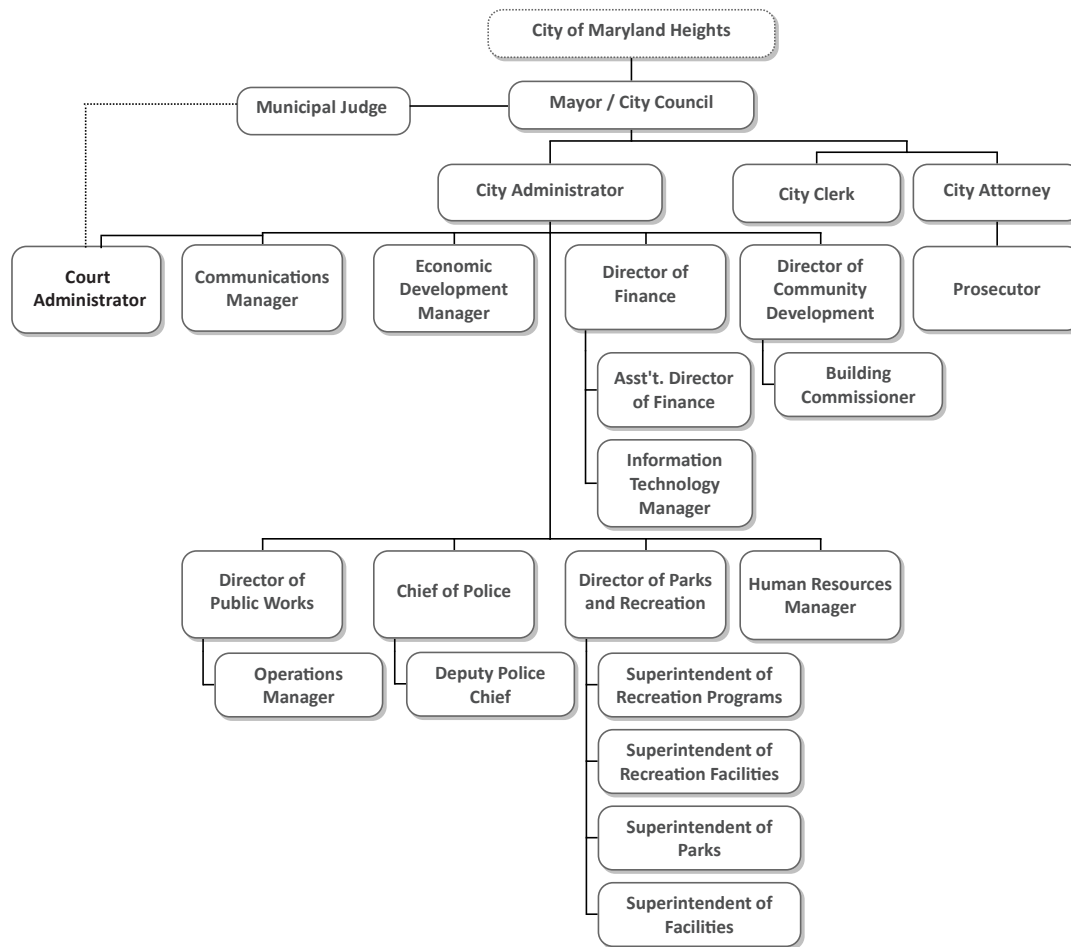 City of Maryland Heights
Municipal Judge
Mayor / City Council
City Administrator
City Clerk
City Attorney
Court
Administrator
Communications
Manager
Economic
Development
Manager
Director of
Finance
Director of
Community
Development
Prosecutor
Asst't. Director
of Finance
Building
Commissioner
Information
Technology
Manager
Director of
Public Works
Chief of Police
Director of Parks
and Recreation
Human Resources
Manager
Operations
Manager
Deputy Police
Chief
Superintendent of
Recreation Programs
Superintendent of
Recreation Facilities
Superintendent of
Parks
Superintendent of
Facilities